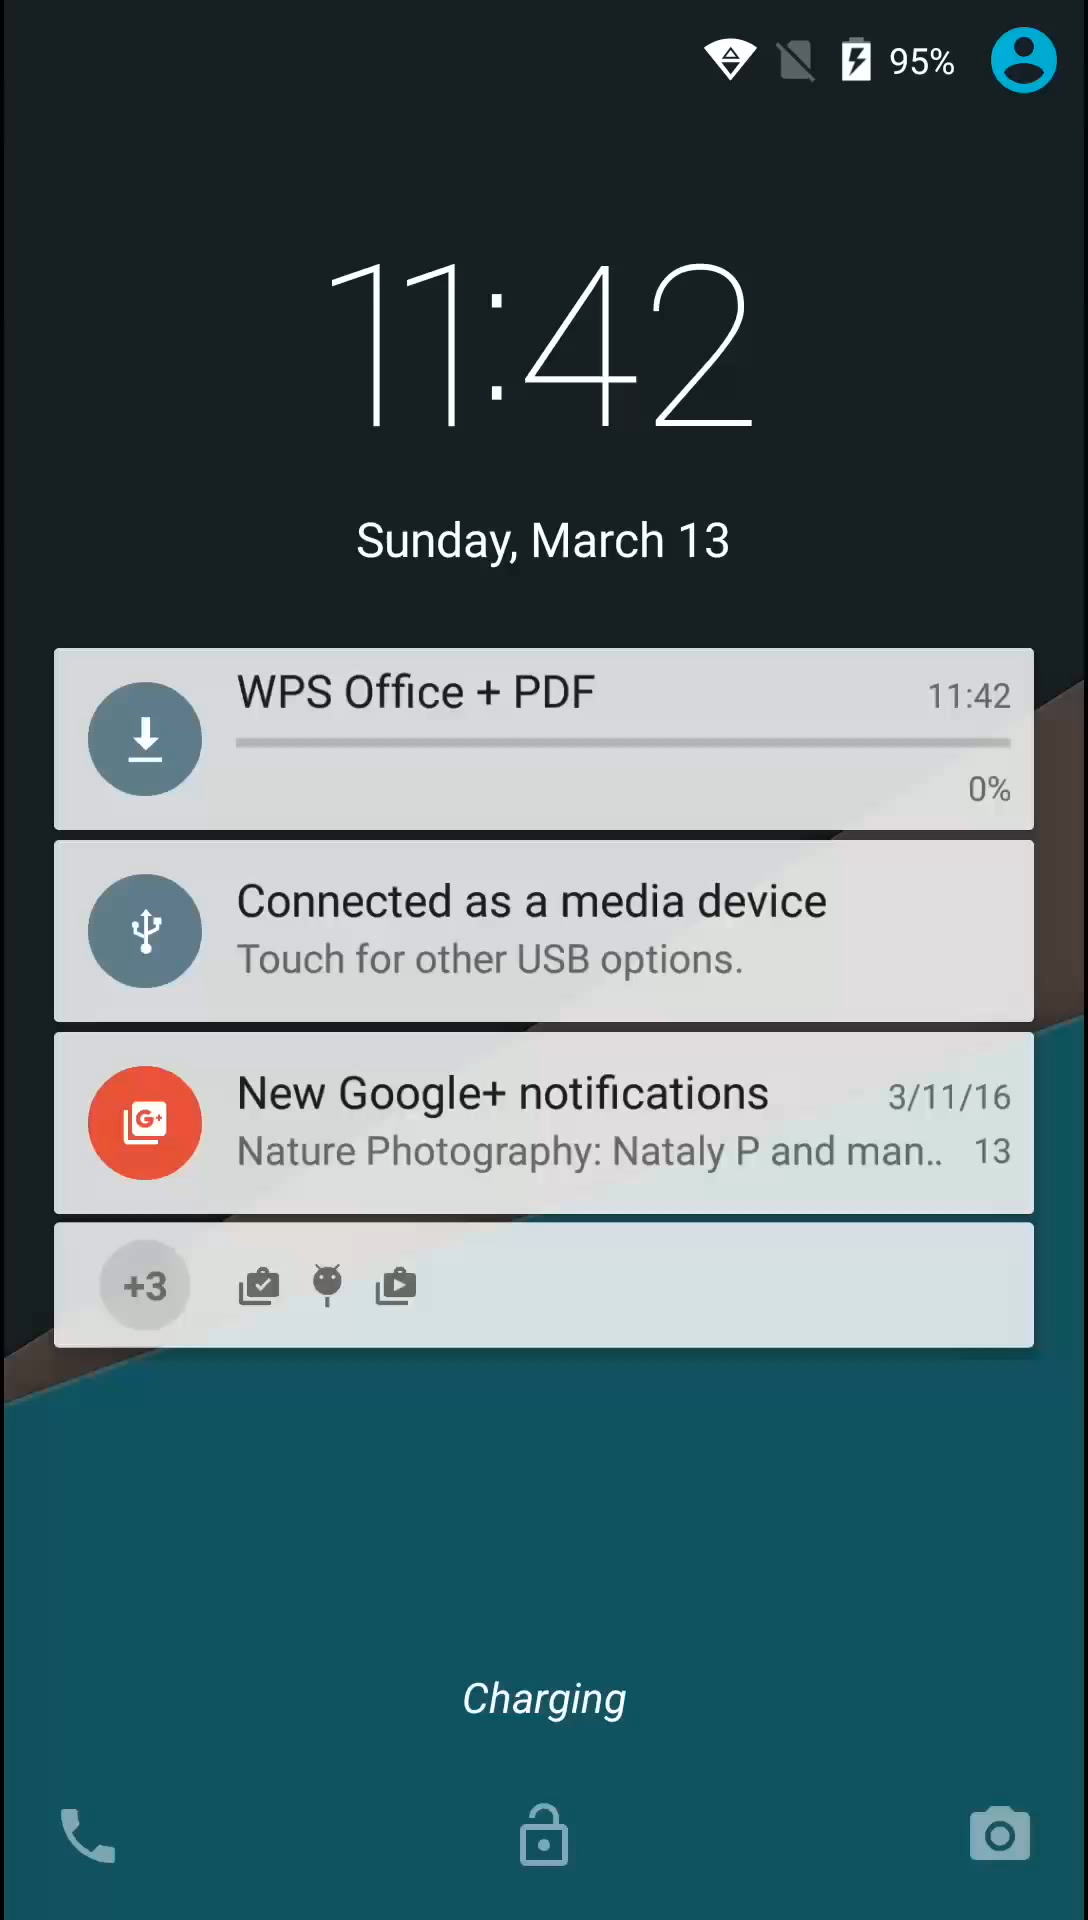 95%
11:42
Sunday, March 13
WPS Office + PDF 11:42
0%
Connected as a media device
Touch for other USB options.
New Google+ notifications 3/11/16
Nature Photography: Nataly P and man.. 13
+3
Charging